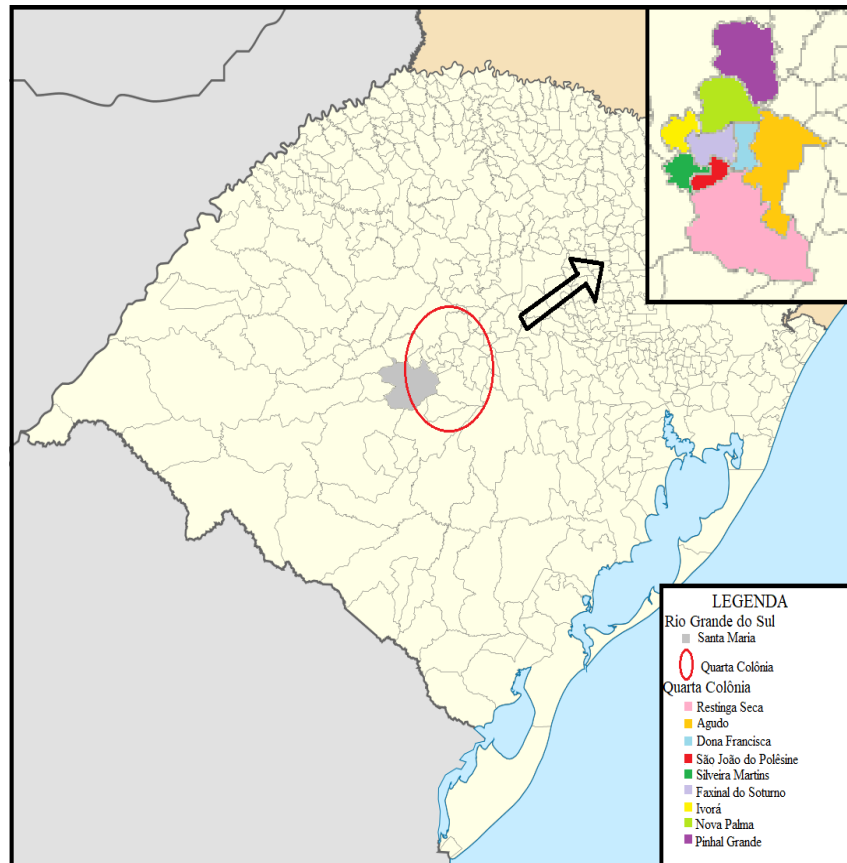 LEGENDA
Rio Grande do Sul
Santa Maria
Quarta Colônia
Quarta Colônia
Restinga Seca
Agudo
Dona Francisca
São João do Polêsine
Silveira Martins
Faxinal do Soturno
Ivorá
Nova Palma
Pinhal Grande